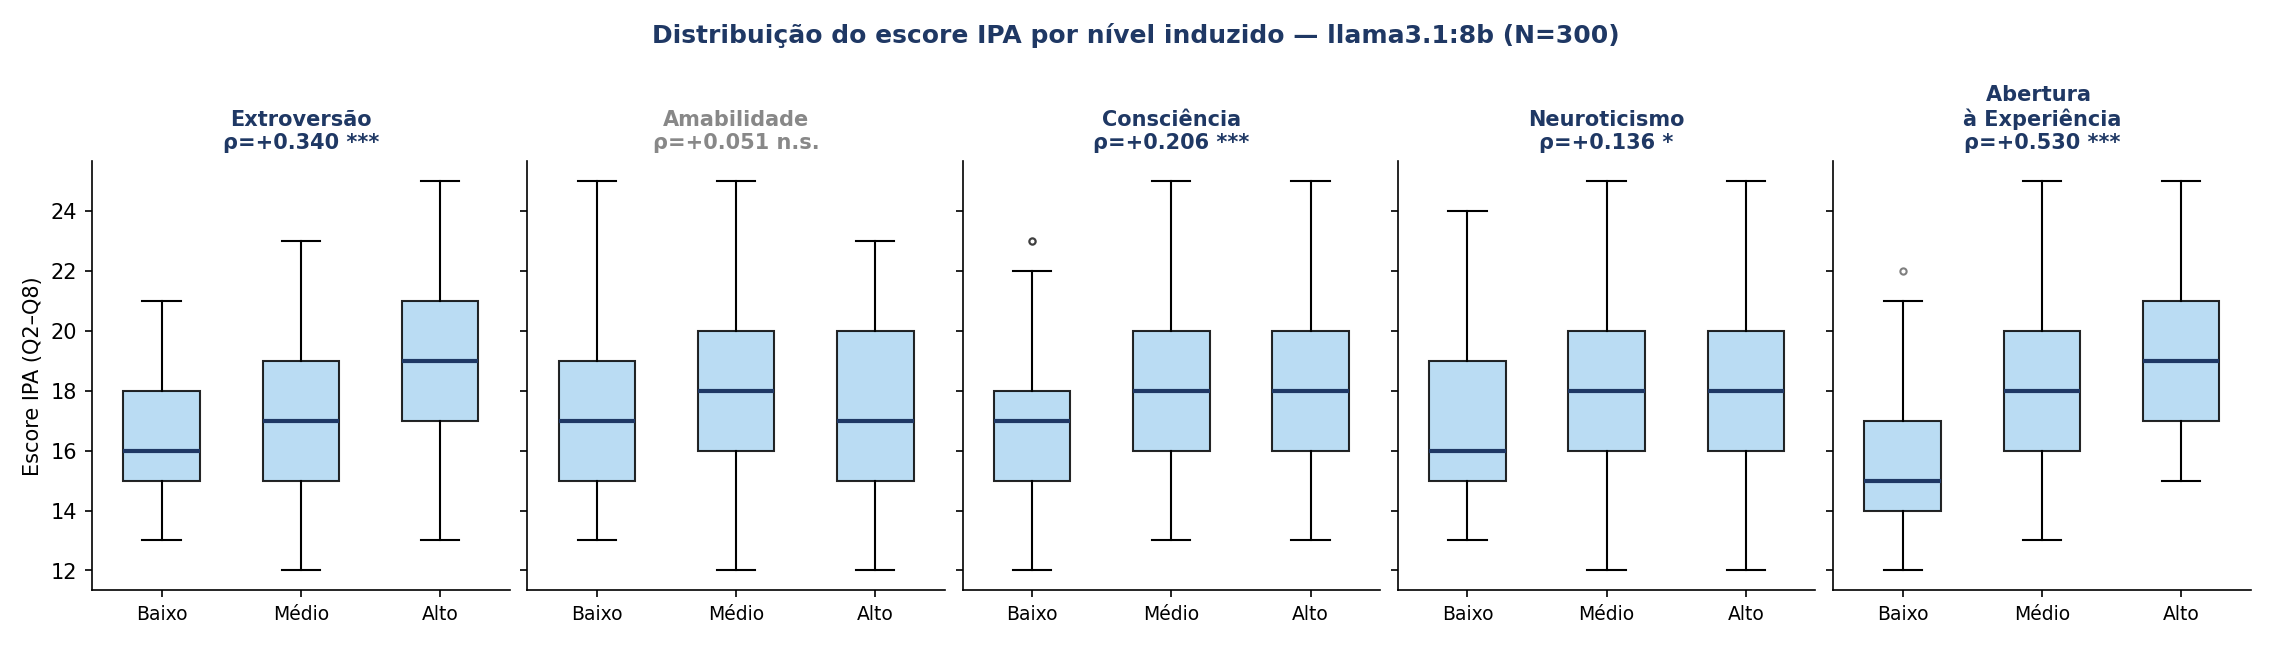 Distribuição do escore IPA por nível induzido — llama3.1:8b (N=300)
Extroversão
ρ=+0.340 ***
Amabilidade
ρ=+0.051 n.s.
Consciência
ρ=+0.206 ***
Neuroticismo
ρ=+0.136 *
Abertura
à Experiência
ρ=+0.530 ***
Escore IPA (Q2–Q8)
24
22
20
18
16
14
12
Baixo Médio Alto
Baixo Médio Alto
Baixo Médio Alto
Baixo Médio Alto
Baixo Médio Alto